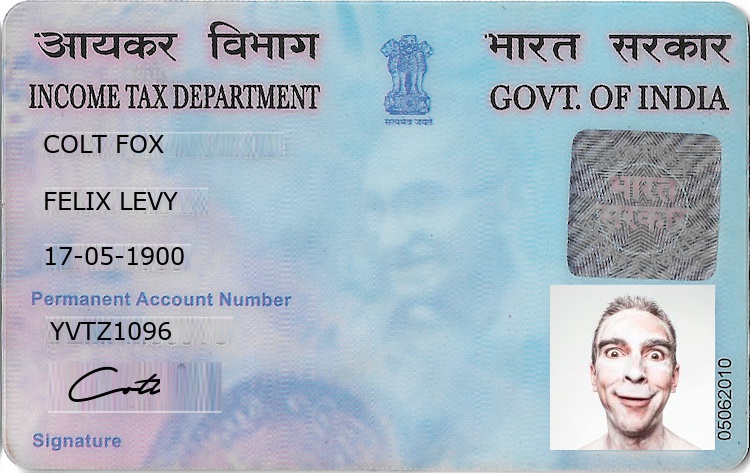 आयकर विभाग
भारत सरकार
INCOME TAX DEPARTMENT
GOVT. OF INDIA
सत्यमेव जयते
COLT FOX
FELIX LEVY
17-05-1900
भारत
सरकार
Permanent Account Number
YVTZ1096
Colt
Signature
05062010